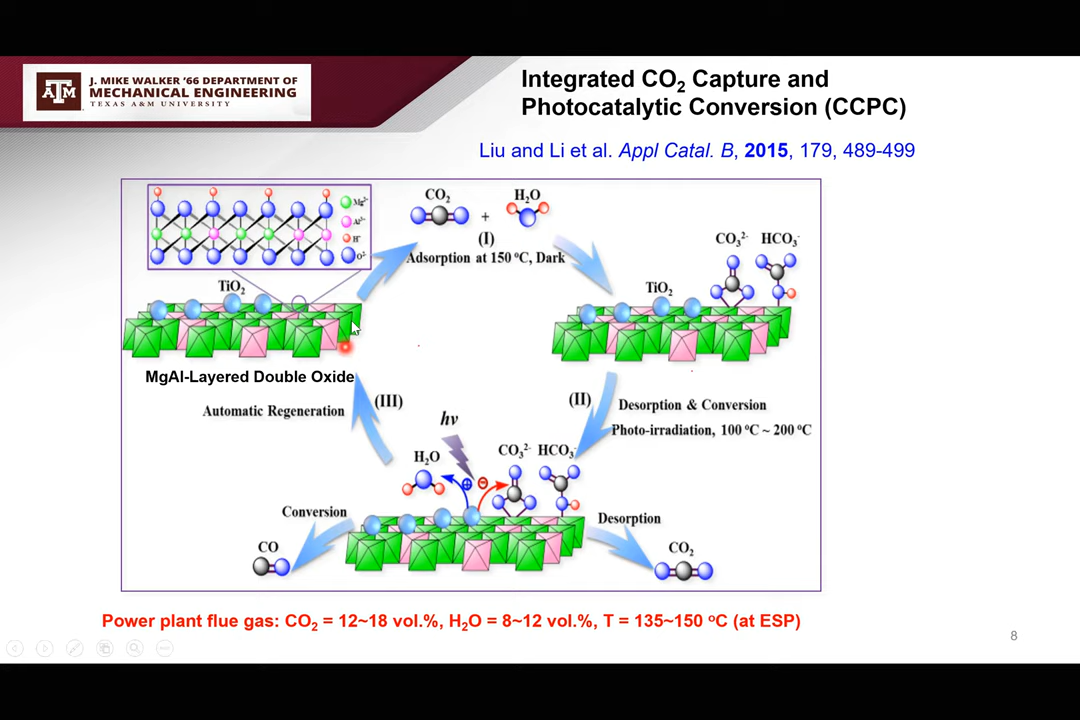 J. MIKE WALKER '66 DEPARTMENT OF
MECHANICAL ENGINEERING
TEXAS A&M UNIVERSITY
ATM
Integrated CO₂ Capture and
Photocatalytic Conversion (CCPC)
Liu and Li et al. Appl Catal. B, 2015, 179, 489-499
Mg²⁺
Al³⁺
H⁺
O²⁻
CO₂
+
H₂O
(I)
Adsorption at 150 °C, Dark
CO₃²⁻ HCO₃⁻
TiO₂
TiO₂
MgAl-Layered Double Oxide
Automatic Regeneration
(III)
(II)
Desorption & Conversion
Photo-irradiation, 100 °C ~ 200 °C
hν
H₂O
CO₃²⁻ HCO₃⁻
Conversion
Desorption
CO
CO₂
Power plant flue gas: CO₂ = 12~18 vol.%, H₂O = 8~12 vol.%, T = 135~150 °C (at ESP)
8